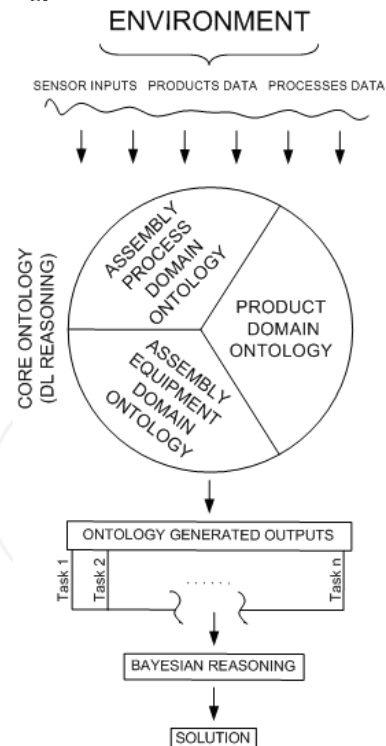 ENVIRONMENT
SENSOR INPUTS PRODUCTS DATA PROCESSES DATA
CORE ONTOLOGY
(DL REASONING)
ASSEMBLY
PROCESS
DOMAIN
ONTOLOGY
PRODUCT
DOMAIN
ONTOLOGY
ASSEMBLY
EQUIPMENT
DOMAIN
ONTOLOGY
ONTOLOGY GENERATED OUTPUTS
Task 1
Task 2
......
Task n
BAYESIAN REASONING
SOLUTION